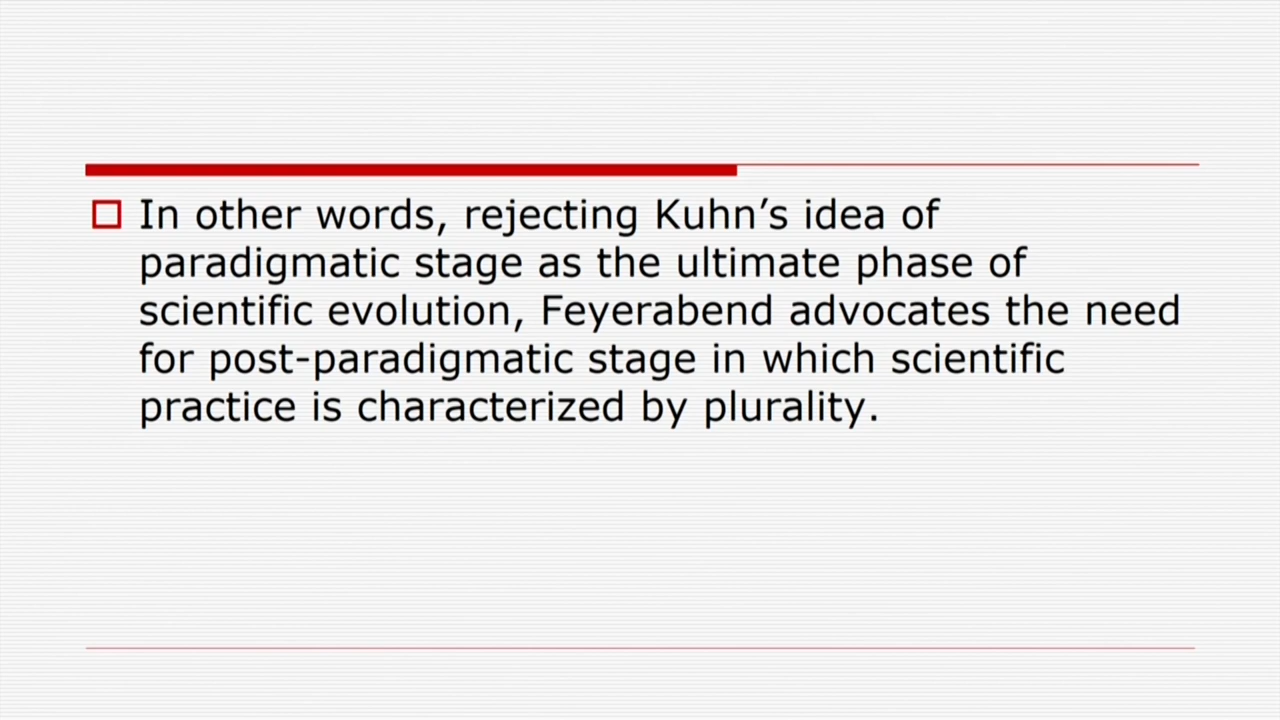 In other words, rejecting Kuhn’s idea of
paradigmatic stage as the ultimate phase of
scientific evolution, Feyerabend advocates the need
for post-paradigmatic stage in which scientific
practice is characterized by plurality.